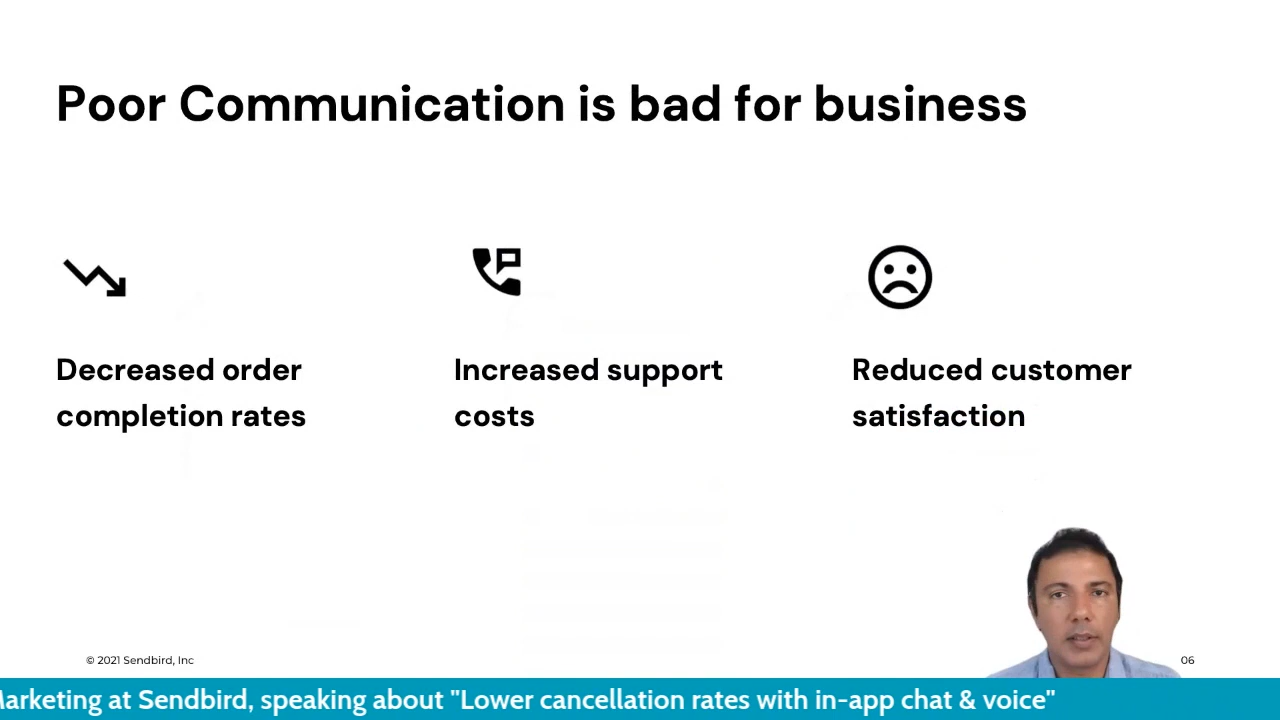 Poor Communication is bad for business
Decreased order
completion rates
Increased support
costs
Reduced customer
satisfaction
© 2021 Sendbird, Inc
06
Marketing at Sendbird, speaking about "Lower cancellation rates with in-app chat & voice"